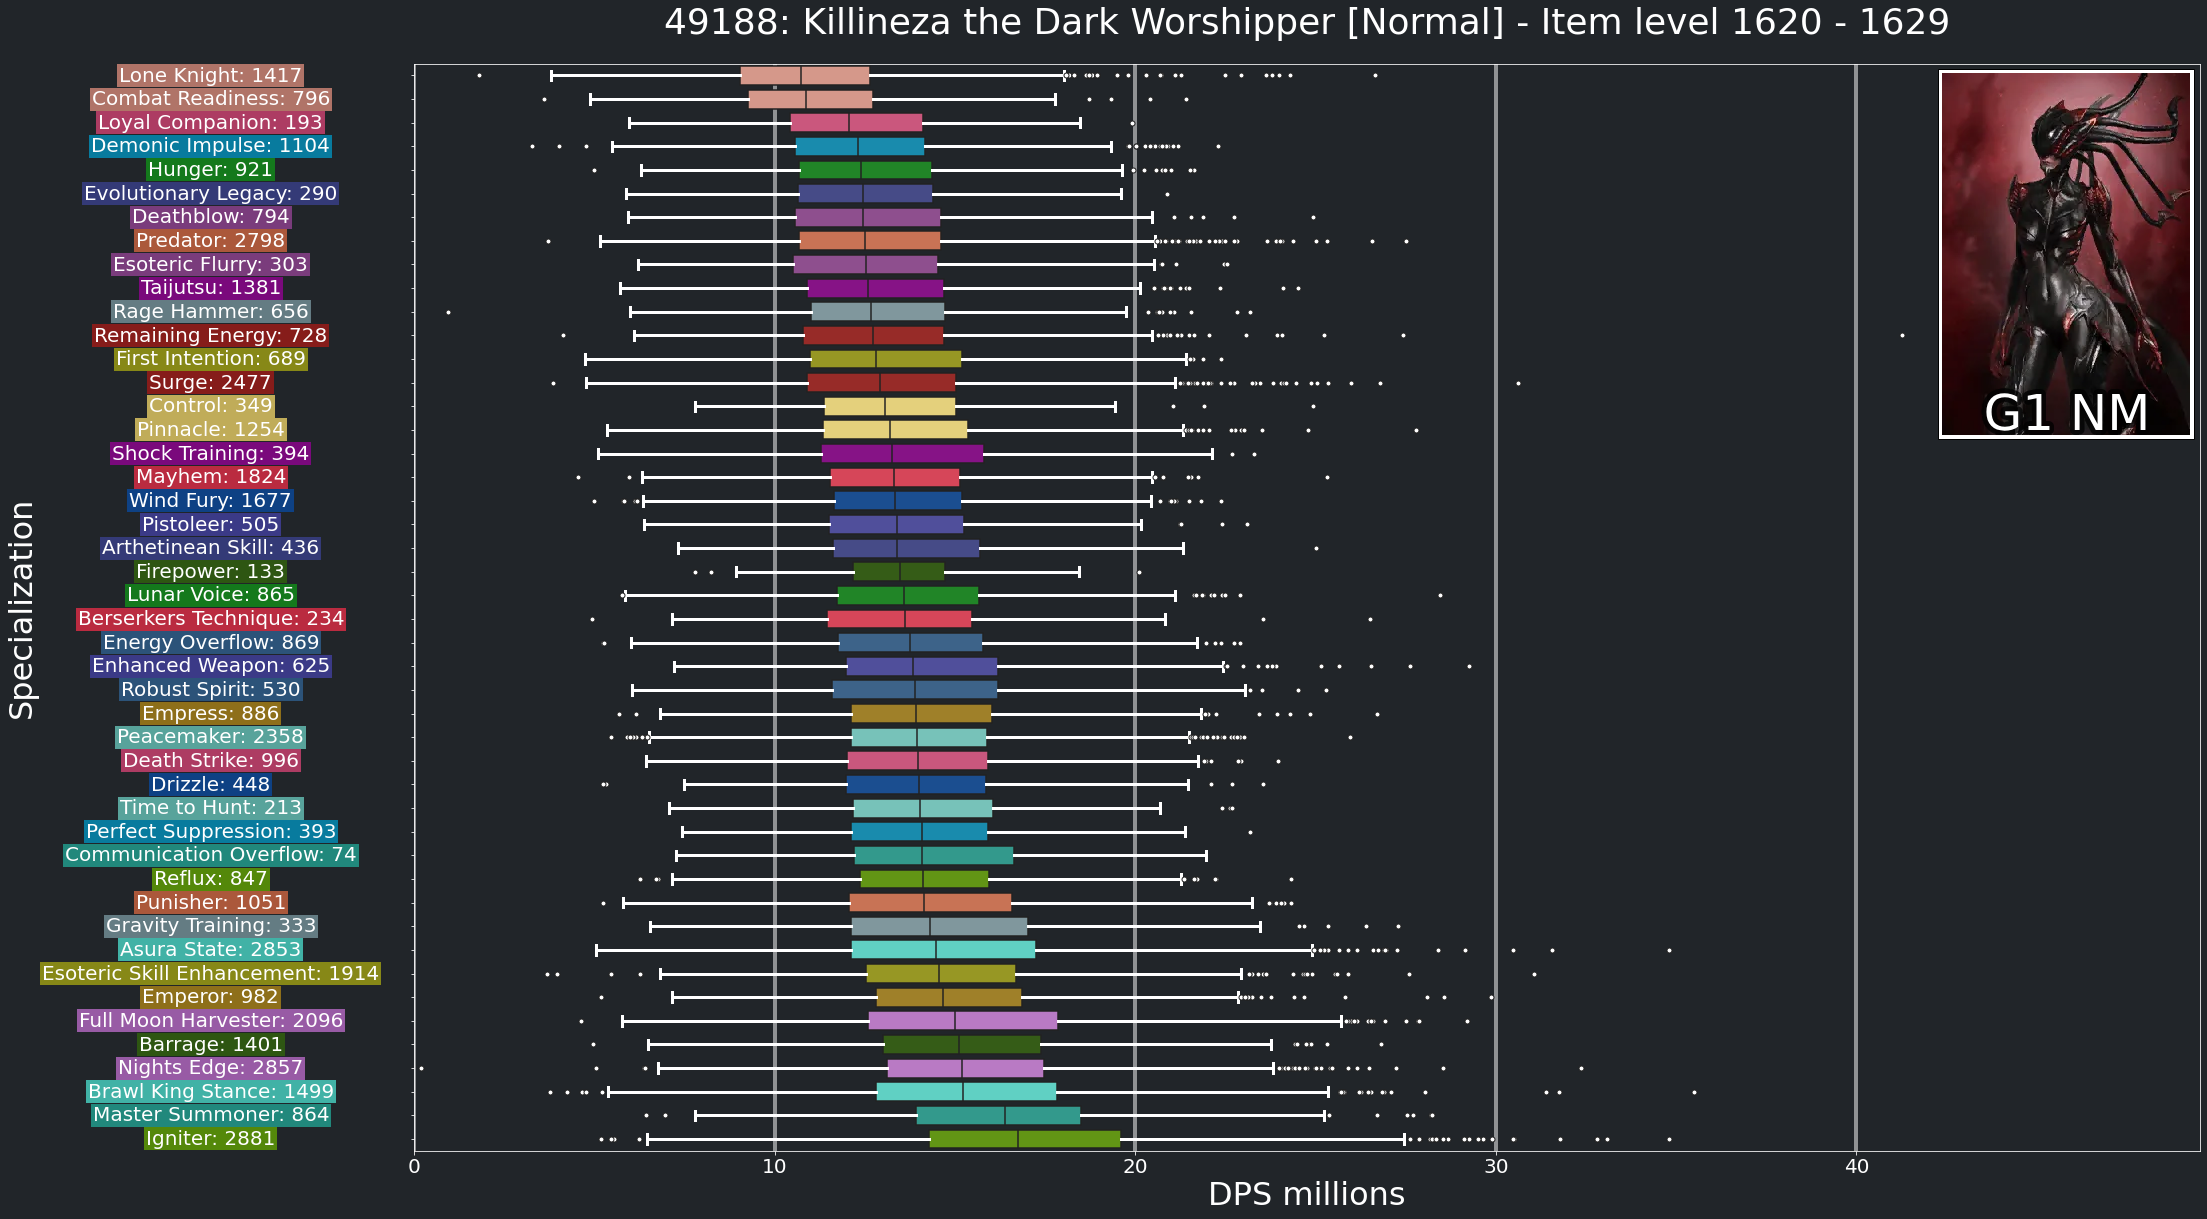 49188: Killineza the Dark Worshipper [Normal] - Item level 1620 - 1629
Lone Knight: 1417
Combat Readiness: 796
Loyal Companion: 193
Demonic Impulse: 1104
Hunger: 921
Evolutionary Legacy: 290
Deathblow: 794
Predator: 2798
Esoteric Flurry: 303
Taijutsu: 1381
Rage Hammer: 656
Remaining Energy: 728
First Intention: 689
Surge: 2477
Control: 349
Pinnacle: 1254
Shock Training: 394
Mayhem: 1824
Wind Fury: 1677
Pistoleer: 505
Arthetinean Skill: 436
Firepower: 133
Lunar Voice: 865
Berserkers Technique: 234
Energy Overflow: 869
Enhanced Weapon: 625
Robust Spirit: 530
Empress: 886
Peacemaker: 2358
Death Strike: 996
Drizzle: 448
Time to Hunt: 213
Perfect Suppression: 393
Communication Overflow: 74
Reflux: 847
Punisher: 1051
Gravity Training: 333
Asura State: 2853
Esoteric Skill Enhancement: 1914
Emperor: 982
Full Moon Harvester: 2096
Barrage: 1401
Nights Edge: 2857
Brawl King Stance: 1499
Master Summoner: 864
Igniter: 2881
Specialization
G1 NM
0 10 20 30 40
DPS millions